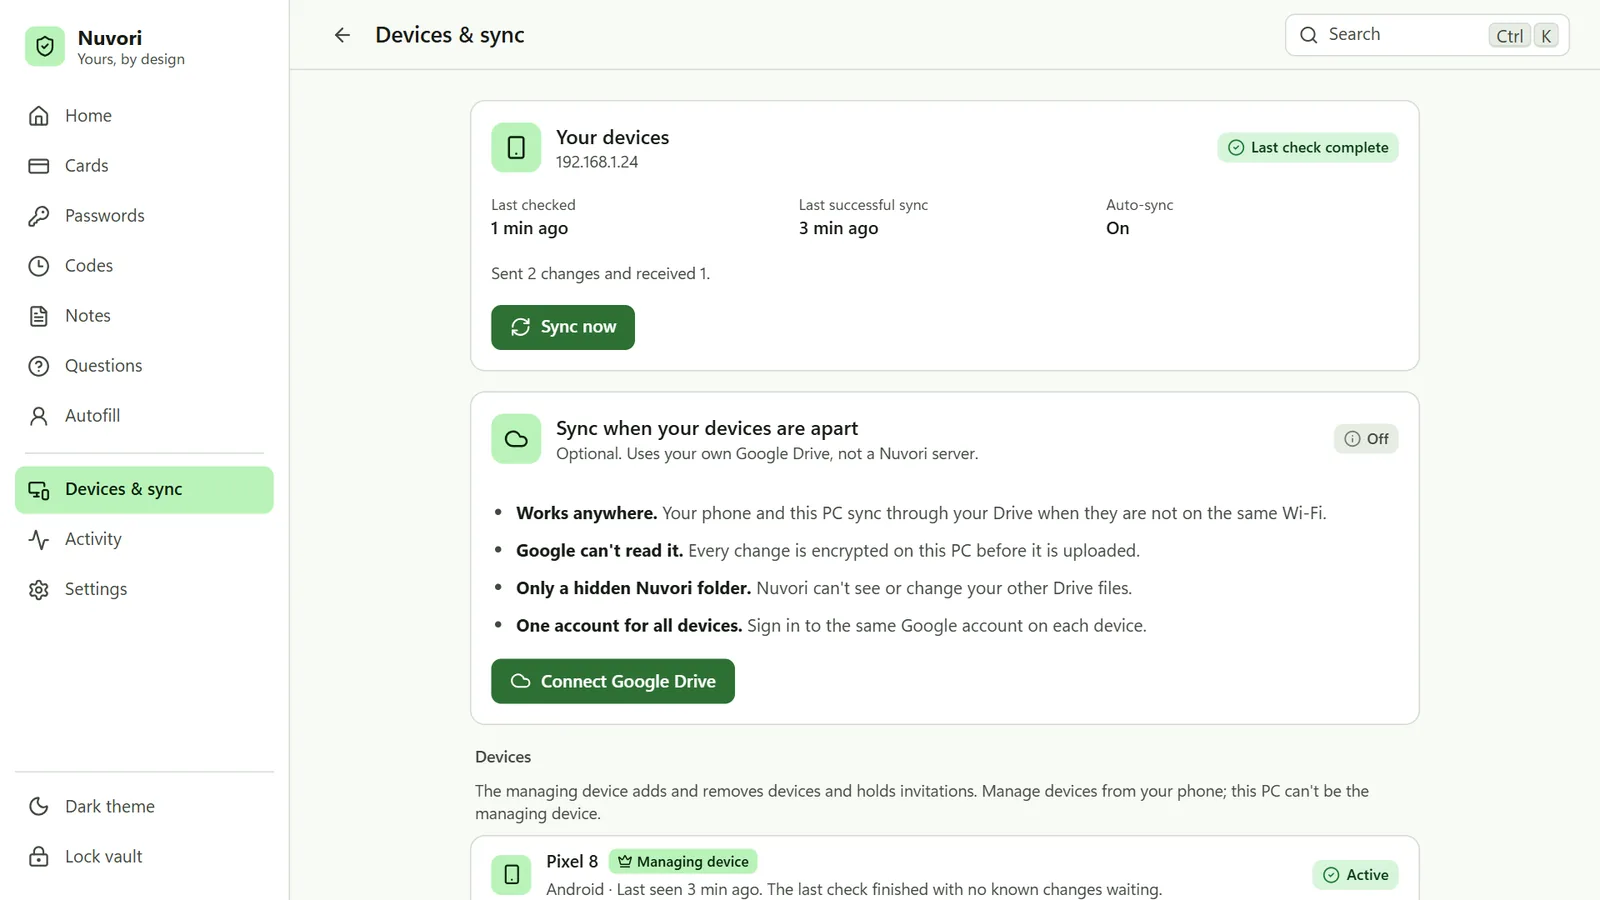 Nuvori
Yours, by design
Home
Cards
Passwords
Codes
Notes
Questions
Autofill
Devices & sync
Activity
Settings
Dark theme
Lock vault
Devices & sync
Search
Ctrl K
Your devices
192.168.1.24
Last check complete
Last checked
1 min ago
Last successful sync
3 min ago
Auto-sync
On
Sent 2 changes and received 1.
Sync now
Sync when your devices are apart
Optional. Uses your own Google Drive, not a Nuvori server.
Off
• Works anywhere. Your phone and this PC sync through your Drive when they are not on the same Wi-Fi.
• Google can't read it. Every change is encrypted on this PC before it is uploaded.
• Only a hidden Nuvori folder. Nuvori can't see or change your other Drive files.
• One account for all devices. Sign in to the same Google account on each device.
Connect Google Drive
Devices
The managing device adds and removes devices and holds invitations. Manage devices from your phone; this PC can't be the
managing device.
Pixel 8
Managing device
Android · Last seen 3 min ago. The last check finished with no known changes waiting.
Active